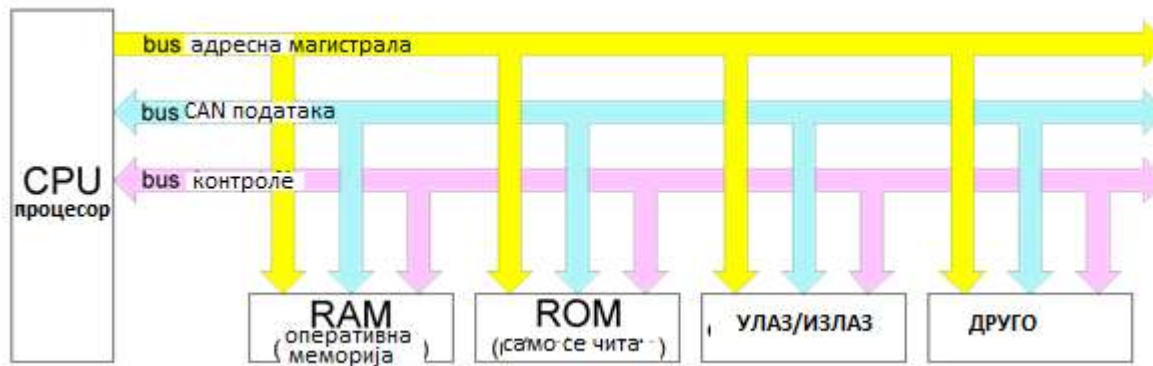 bus адресна магистрала
bus CAN података
CPU
процесор
bus контроле
RAM
(оперативна
меморија)
ROM
(само се чита)
УЛАЗ/ИЗЛАЗ
ДРУГО